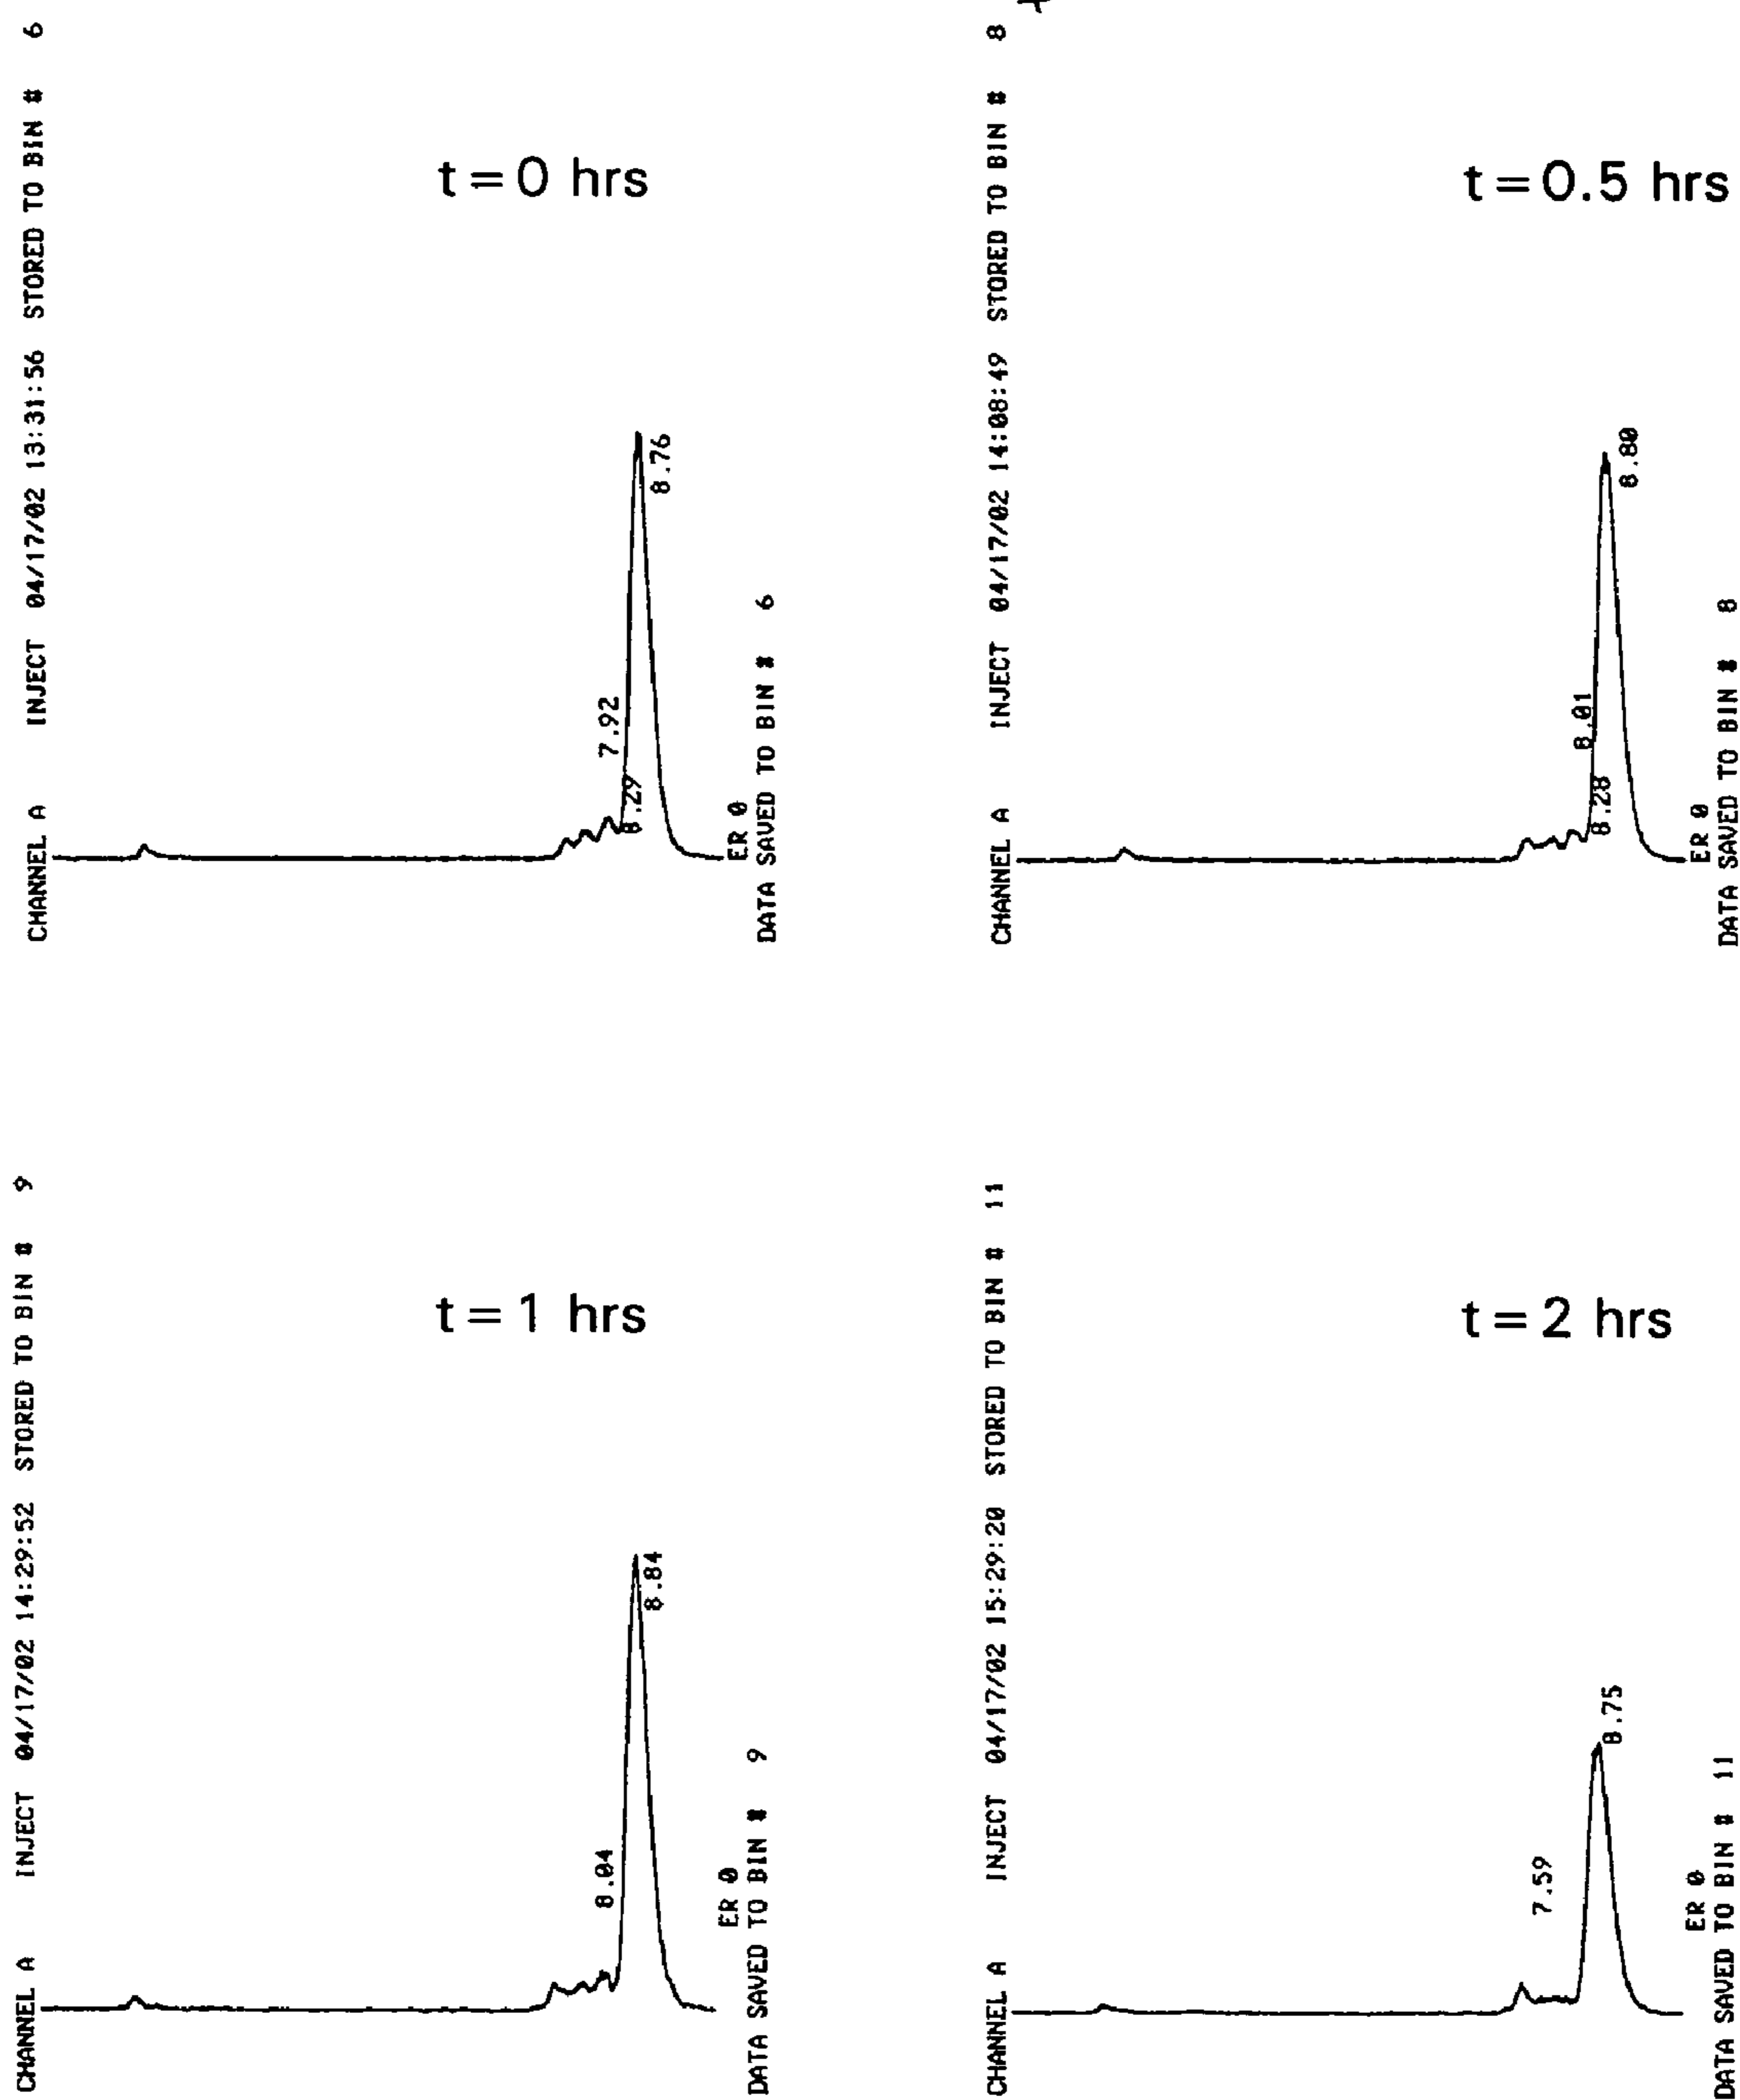 CHANNEL A INJECT 04/17/02 13:31:56 STORED TO BIN # 6
t = 0 hrs
7.92
8.29
8.76
ER 0
DATA SAVED TO BIN # 6
CHANNEL A INJECT 04/17/02 14:08:49 STORED TO BIN # 8
t = 0.5 hrs
8.01
8.28
8.80
ER 0
DATA SAVED TO BIN # 8
CHANNEL A INJECT 04/17/02 14:29:52 STORED TO BIN # 9
t = 1 hrs
8.04
8.84
ER 0
DATA SAVED TO BIN # 9
CHANNEL A INJECT 04/17/02 15:29:20 STORED TO BIN # 11
t = 2 hrs
7.59
8.75
ER 0
DATA SAVED TO BIN # 11